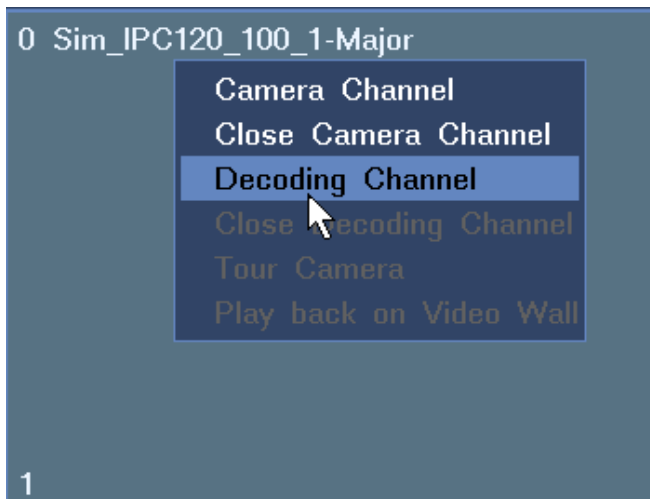 0 Sim_IPC120_100_1-Major
Camera Channel
Close Camera Channel
Decoding Channel
Close Decoding Channel
Tour Camera
Play back on Video Wall
1